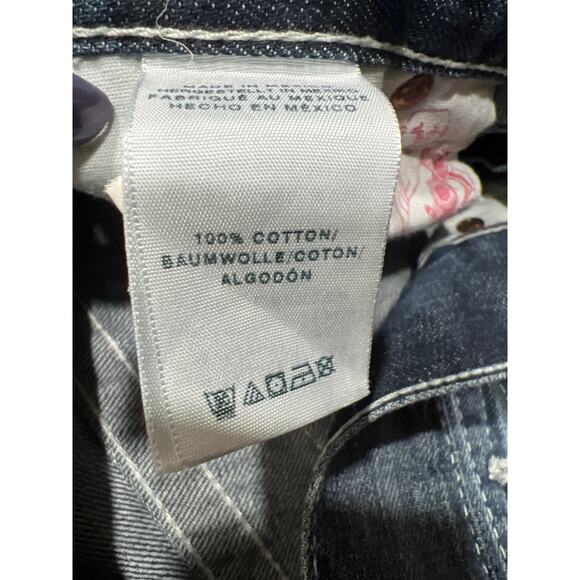 MADE IN MEXICO
HERGESTELLT IN MEXIKO
FABRIQUÉ AU MEXIQUE
HECHO EN MÉXICO
100% COTTON/
BAUMWOLLE/COTON/
ALGODÓN